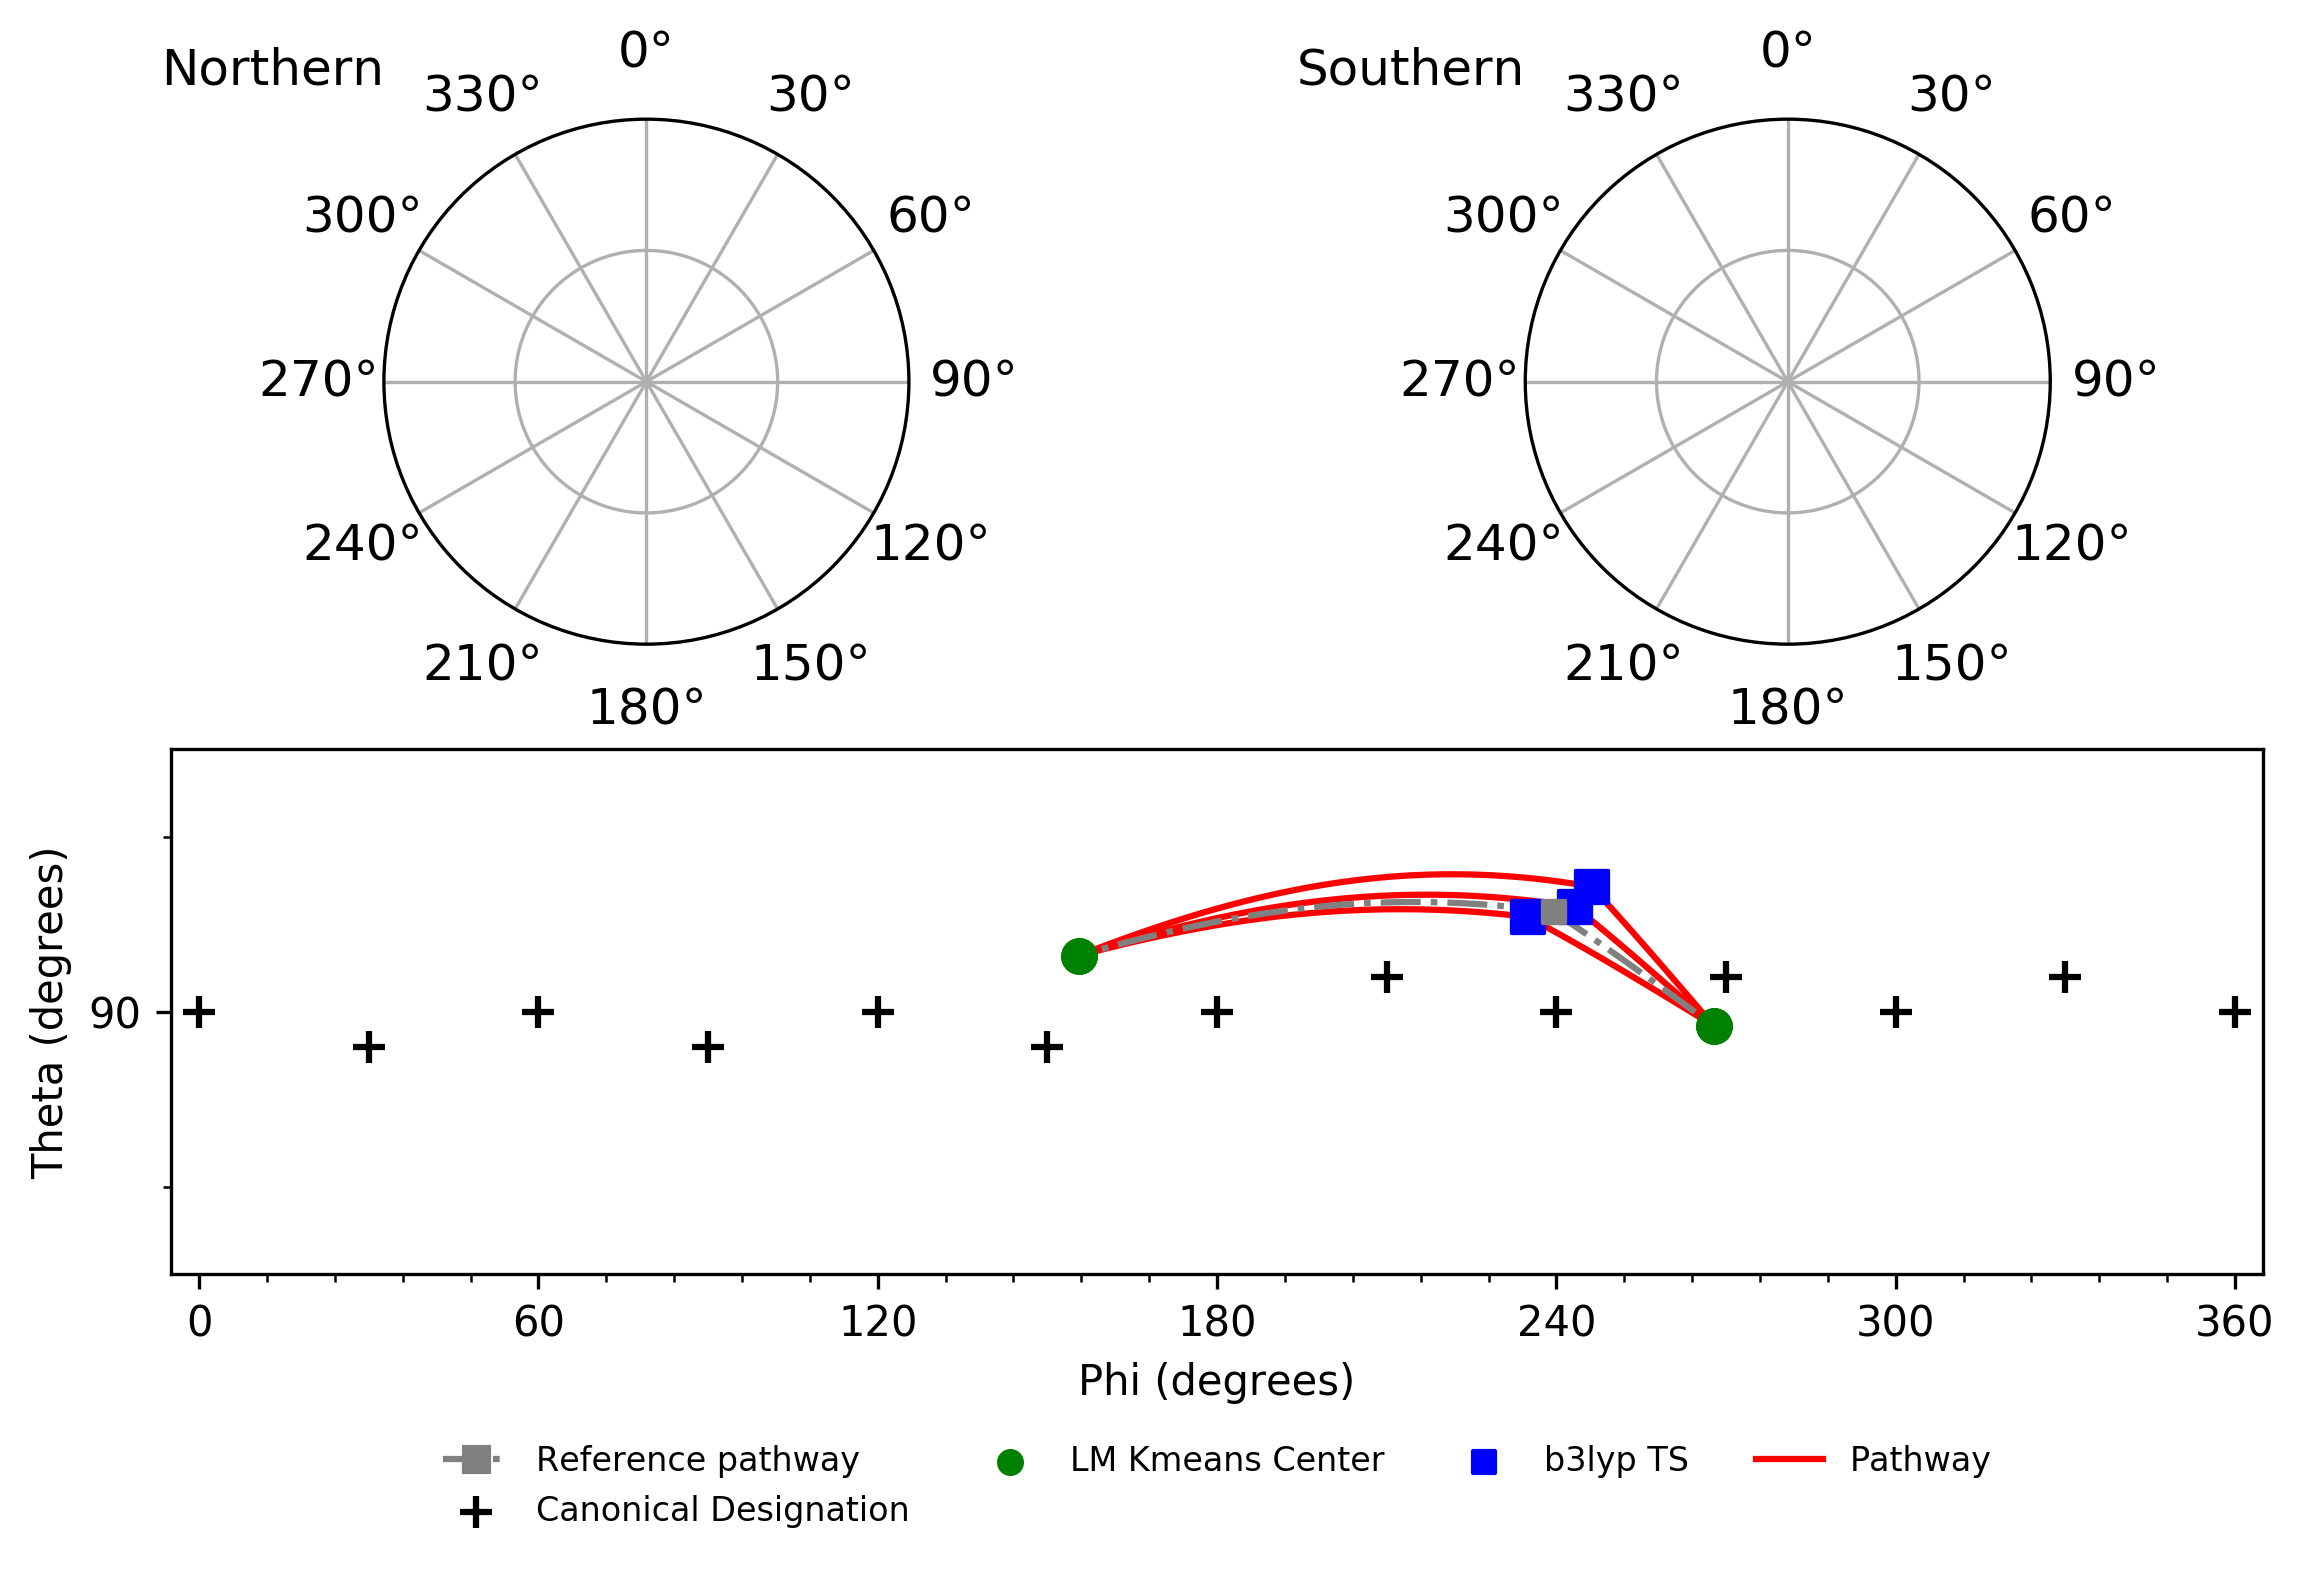 Northern
0°
330°
30°
300°
60°
270°
90°
240°
120°
210°
150°
180°
Southern
0°
330°
30°
300°
60°
270°
90°
240°
120°
210°
150°
180°
Theta (degrees)
90
0 60 120 180 240 300 360
Phi (degrees)
Reference pathway
Canonical Designation
LM Kmeans Center
b3lyp TS
Pathway